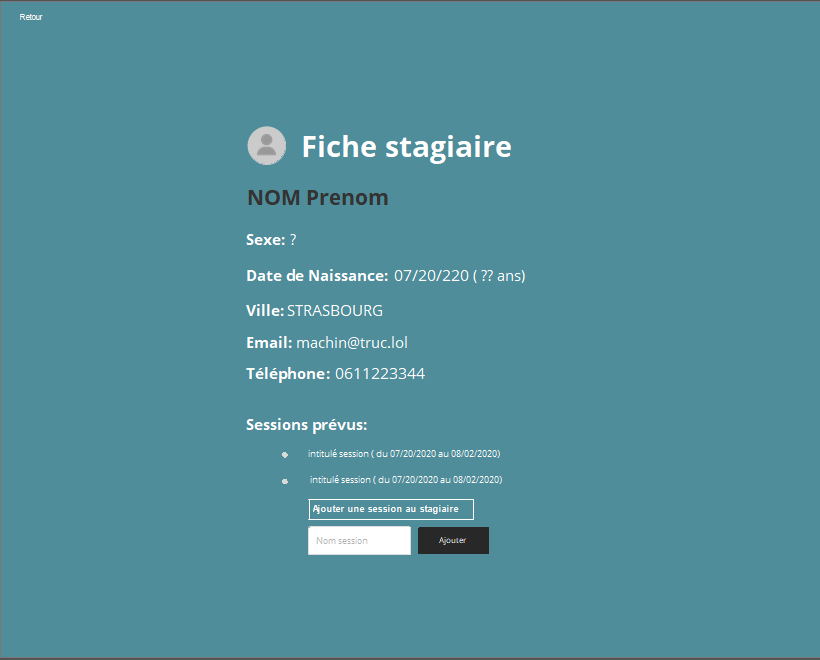 Retour
Fiche stagiaire
NOM Prenom
Sexe: ?
Date de Naissance: 07/20/220 ( ?? ans)
Ville: STRASBOURG
Email: machin@truc.lol
Téléphone: 0611223344
Sessions prévus:
intitulé session ( du 07/20/2020 au 08/02/2020)
intitulé session ( du 07/20/2020 au 08/02/2020)
Ajouter une session au stagiaire
Nom session Ajouter